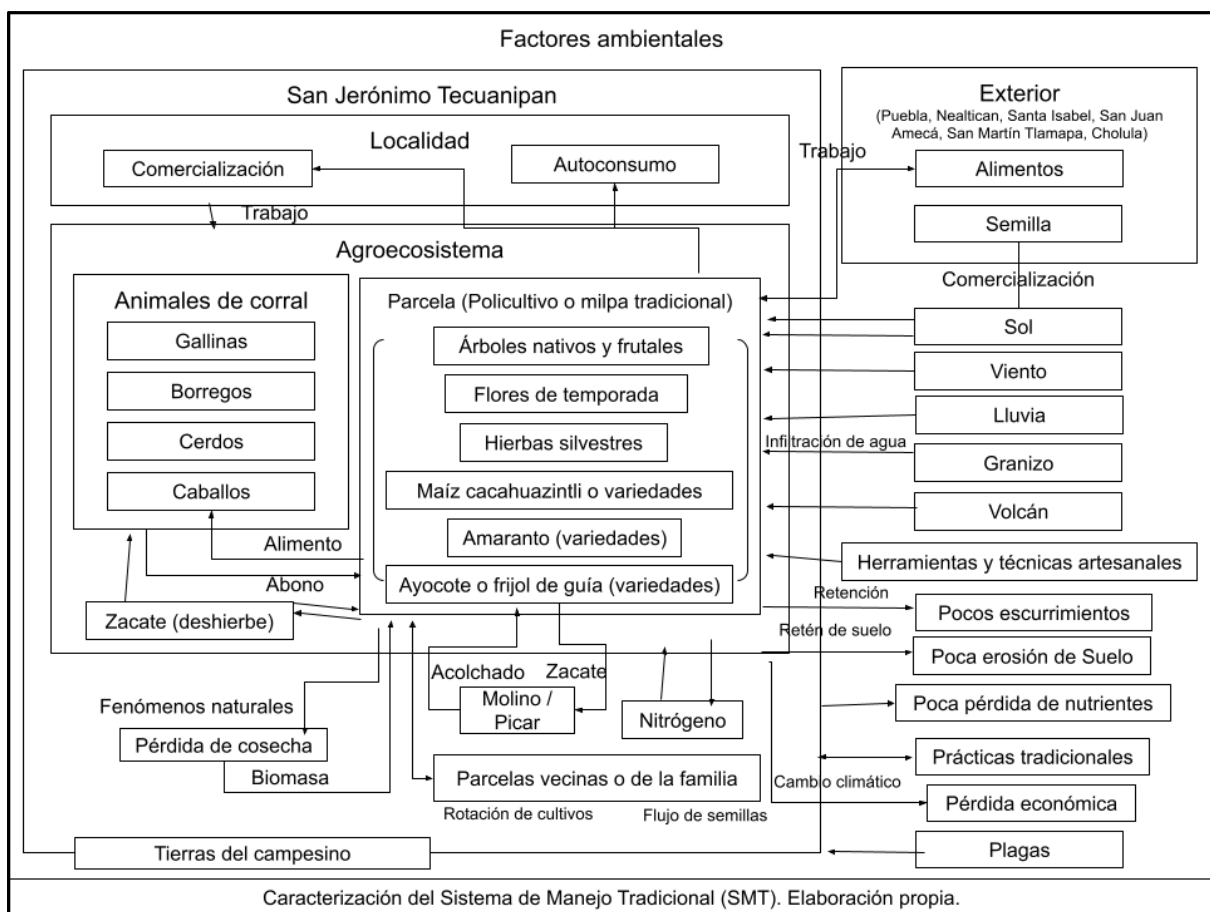 Factores ambientales
San Jerónimo Tecuanipan
Localidad
Comercialización
Autoconsumo
Trabajo
Agroecosistema
Animales de corral
Gallinas
Borregos
Cerdos
Caballos
Alimento
Abono
Zacate (deshierbe)
Parcela (Policultivo o milpa tradicional)
Árboles nativos y frutales
Flores de temporada
Hierbas silvestres
Maíz cacahuazintli o variedades
Amaranto (variedades)
Ayocote o frijol de guía (variedades)
Acolchado
Zacate
Molino /
Picar
Nitrógeno
Fenómenos naturales
Pérdida de cosecha
Biomasa
Parcelas vecinas o de la familia
Rotación de cultivos
Flujo de semillas
Tierras del campesino
Exterior
(Puebla, Nealtican, Santa Isabel, San Juan
Amecá, San Martín Tlamapa, Cholula)
Trabajo
Alimentos
Semilla
Comercialización
Sol
Viento
Lluvia
Infiltración de agua
Granizo
Volcán
Herramientas y técnicas artesanales
Retención
Pocos escurrimientos
Retén de suelo
Poca erosión de Suelo
Poca pérdida de nutrientes
Prácticas tradicionales
Cambio climático
Pérdida económica
Plagas
Caracterización del Sistema de Manejo Tradicional (SMT). Elaboración propia.